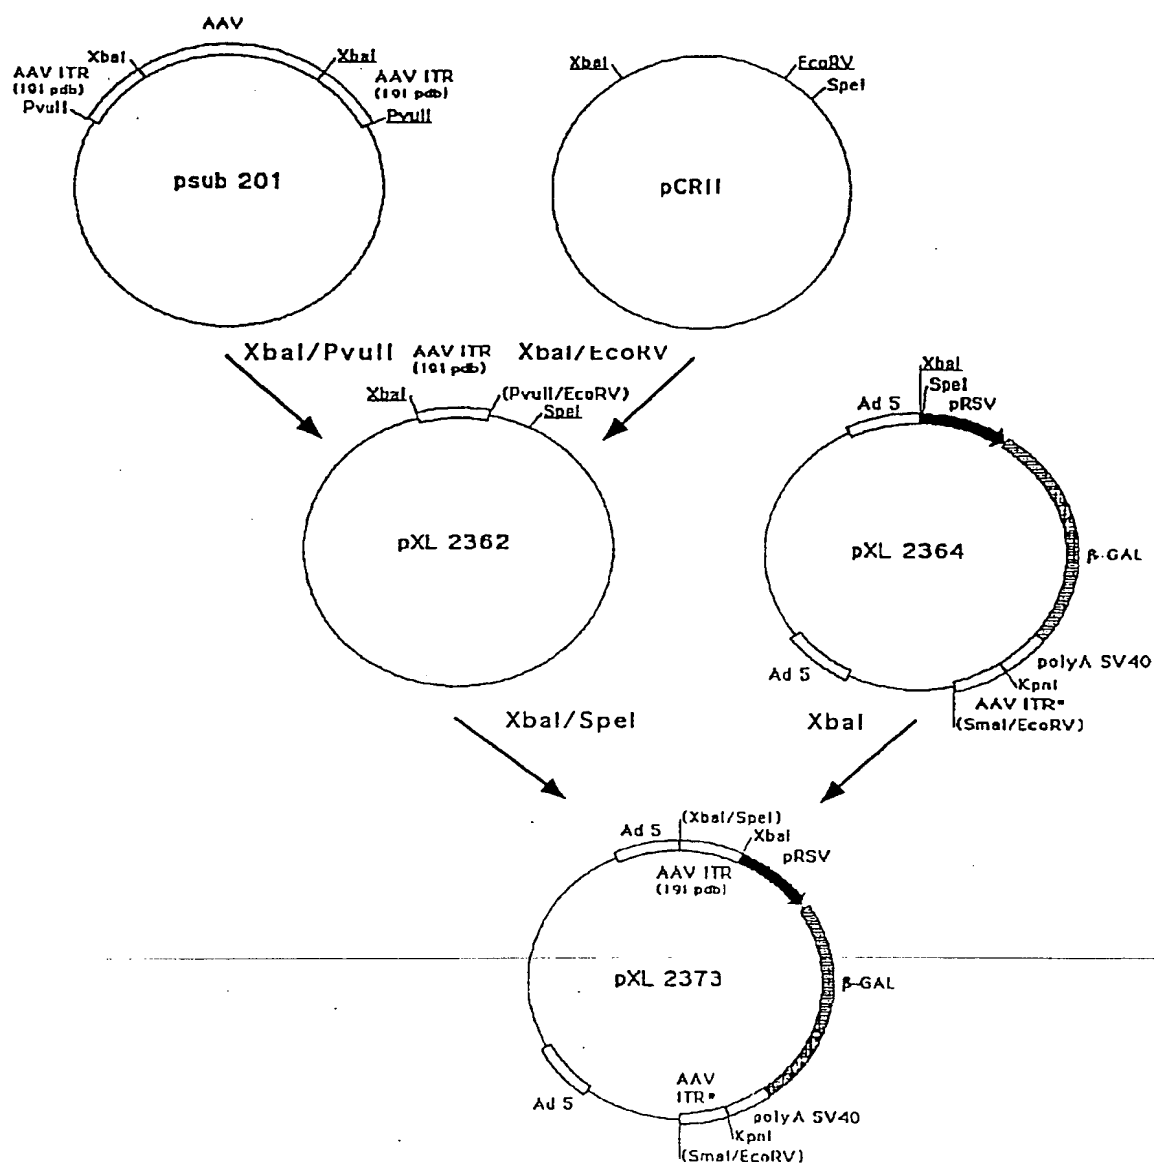 AAV
XbaI
XbaI
AAV ITR
(191 pdb)
PvuII
AAV ITR
(191 pdb)
PvuII
psub 201
XbaI
EcoRV
SpeI
pCRII
XbaI/PvuII
AAV ITR
(191 pdb)
XbaI/EcoRV
XbaI
(PvuII/EcoRV)
SpeI
pXL 2362
XbaI
SpeI
Ad 5
pRSV
pXL 2364
β-GAL
Ad 5
polyA SV40
KpnI
AAV ITR*
(SmaI/EcoRV)
XbaI/SpeI
XbaI
(XbaI/SpeI)
Ad 5
XbaI
pRSV
AAV ITR
(191 pdb)
pXL 2373
β-GAL
Ad 5
AAV
ITR*
polyA SV40
KpnI
(SmaI/EcoRV)